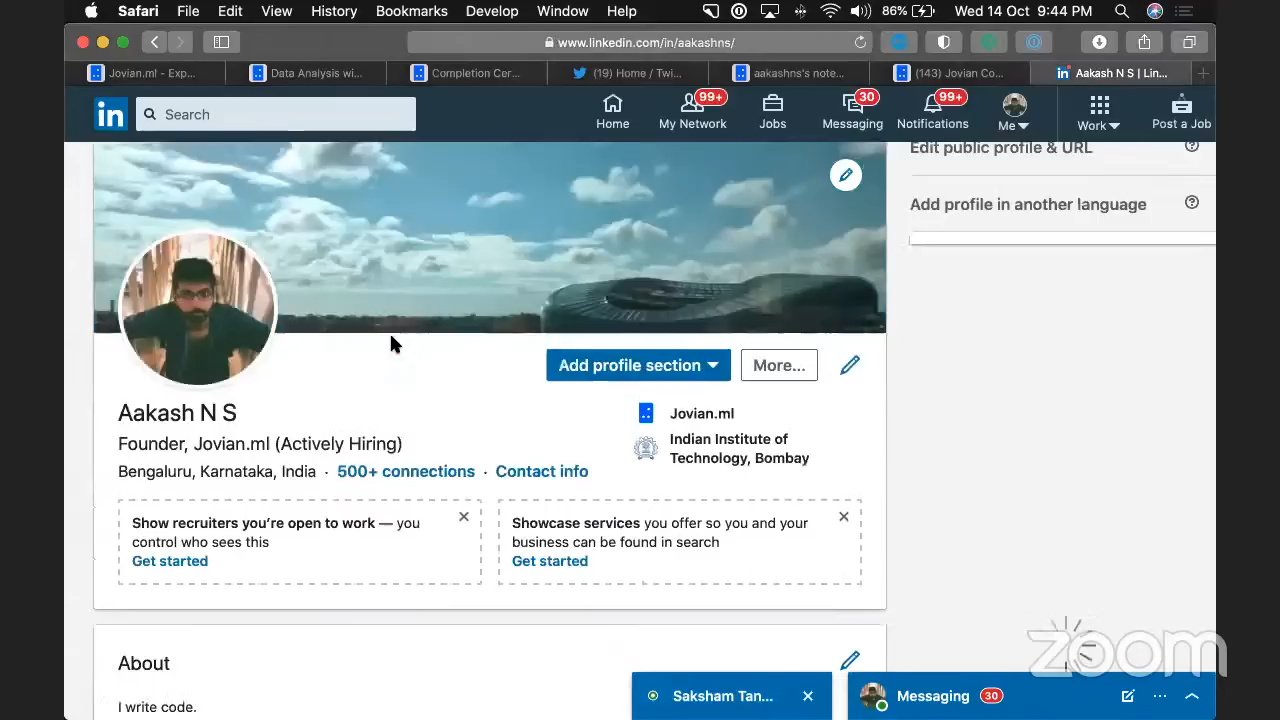 Safari File Edit View History Bookmarks Develop Window Help 86% Wed 14 Oct 9:44 PM
www.linkedin.com/in/aakashns/
Jovian.ml - Exp... Data Analysis wi... Completion Cer... (19) Home / Twi... aakashns's note... (143) Jovian Co... Aakash N S | Lin...
in Search
99+ 30 99+
Home My Network Jobs Messaging Notifications Me Work Post a Job
Edit public profile & URL
Add profile in another language
Add profile section More...
Aakash N S
Founder, Jovian.ml (Actively Hiring)
Bengaluru, Karnataka, India · 500+ connections · Contact info
Jovian.ml
Indian Institute of
Technology, Bombay
Show recruiters you're open to work — you
control who sees this
Get started
Showcase services you offer so you and your
business can be found in search
Get started
About
I write code.
Saksham Tan...
Messaging 30
zoom